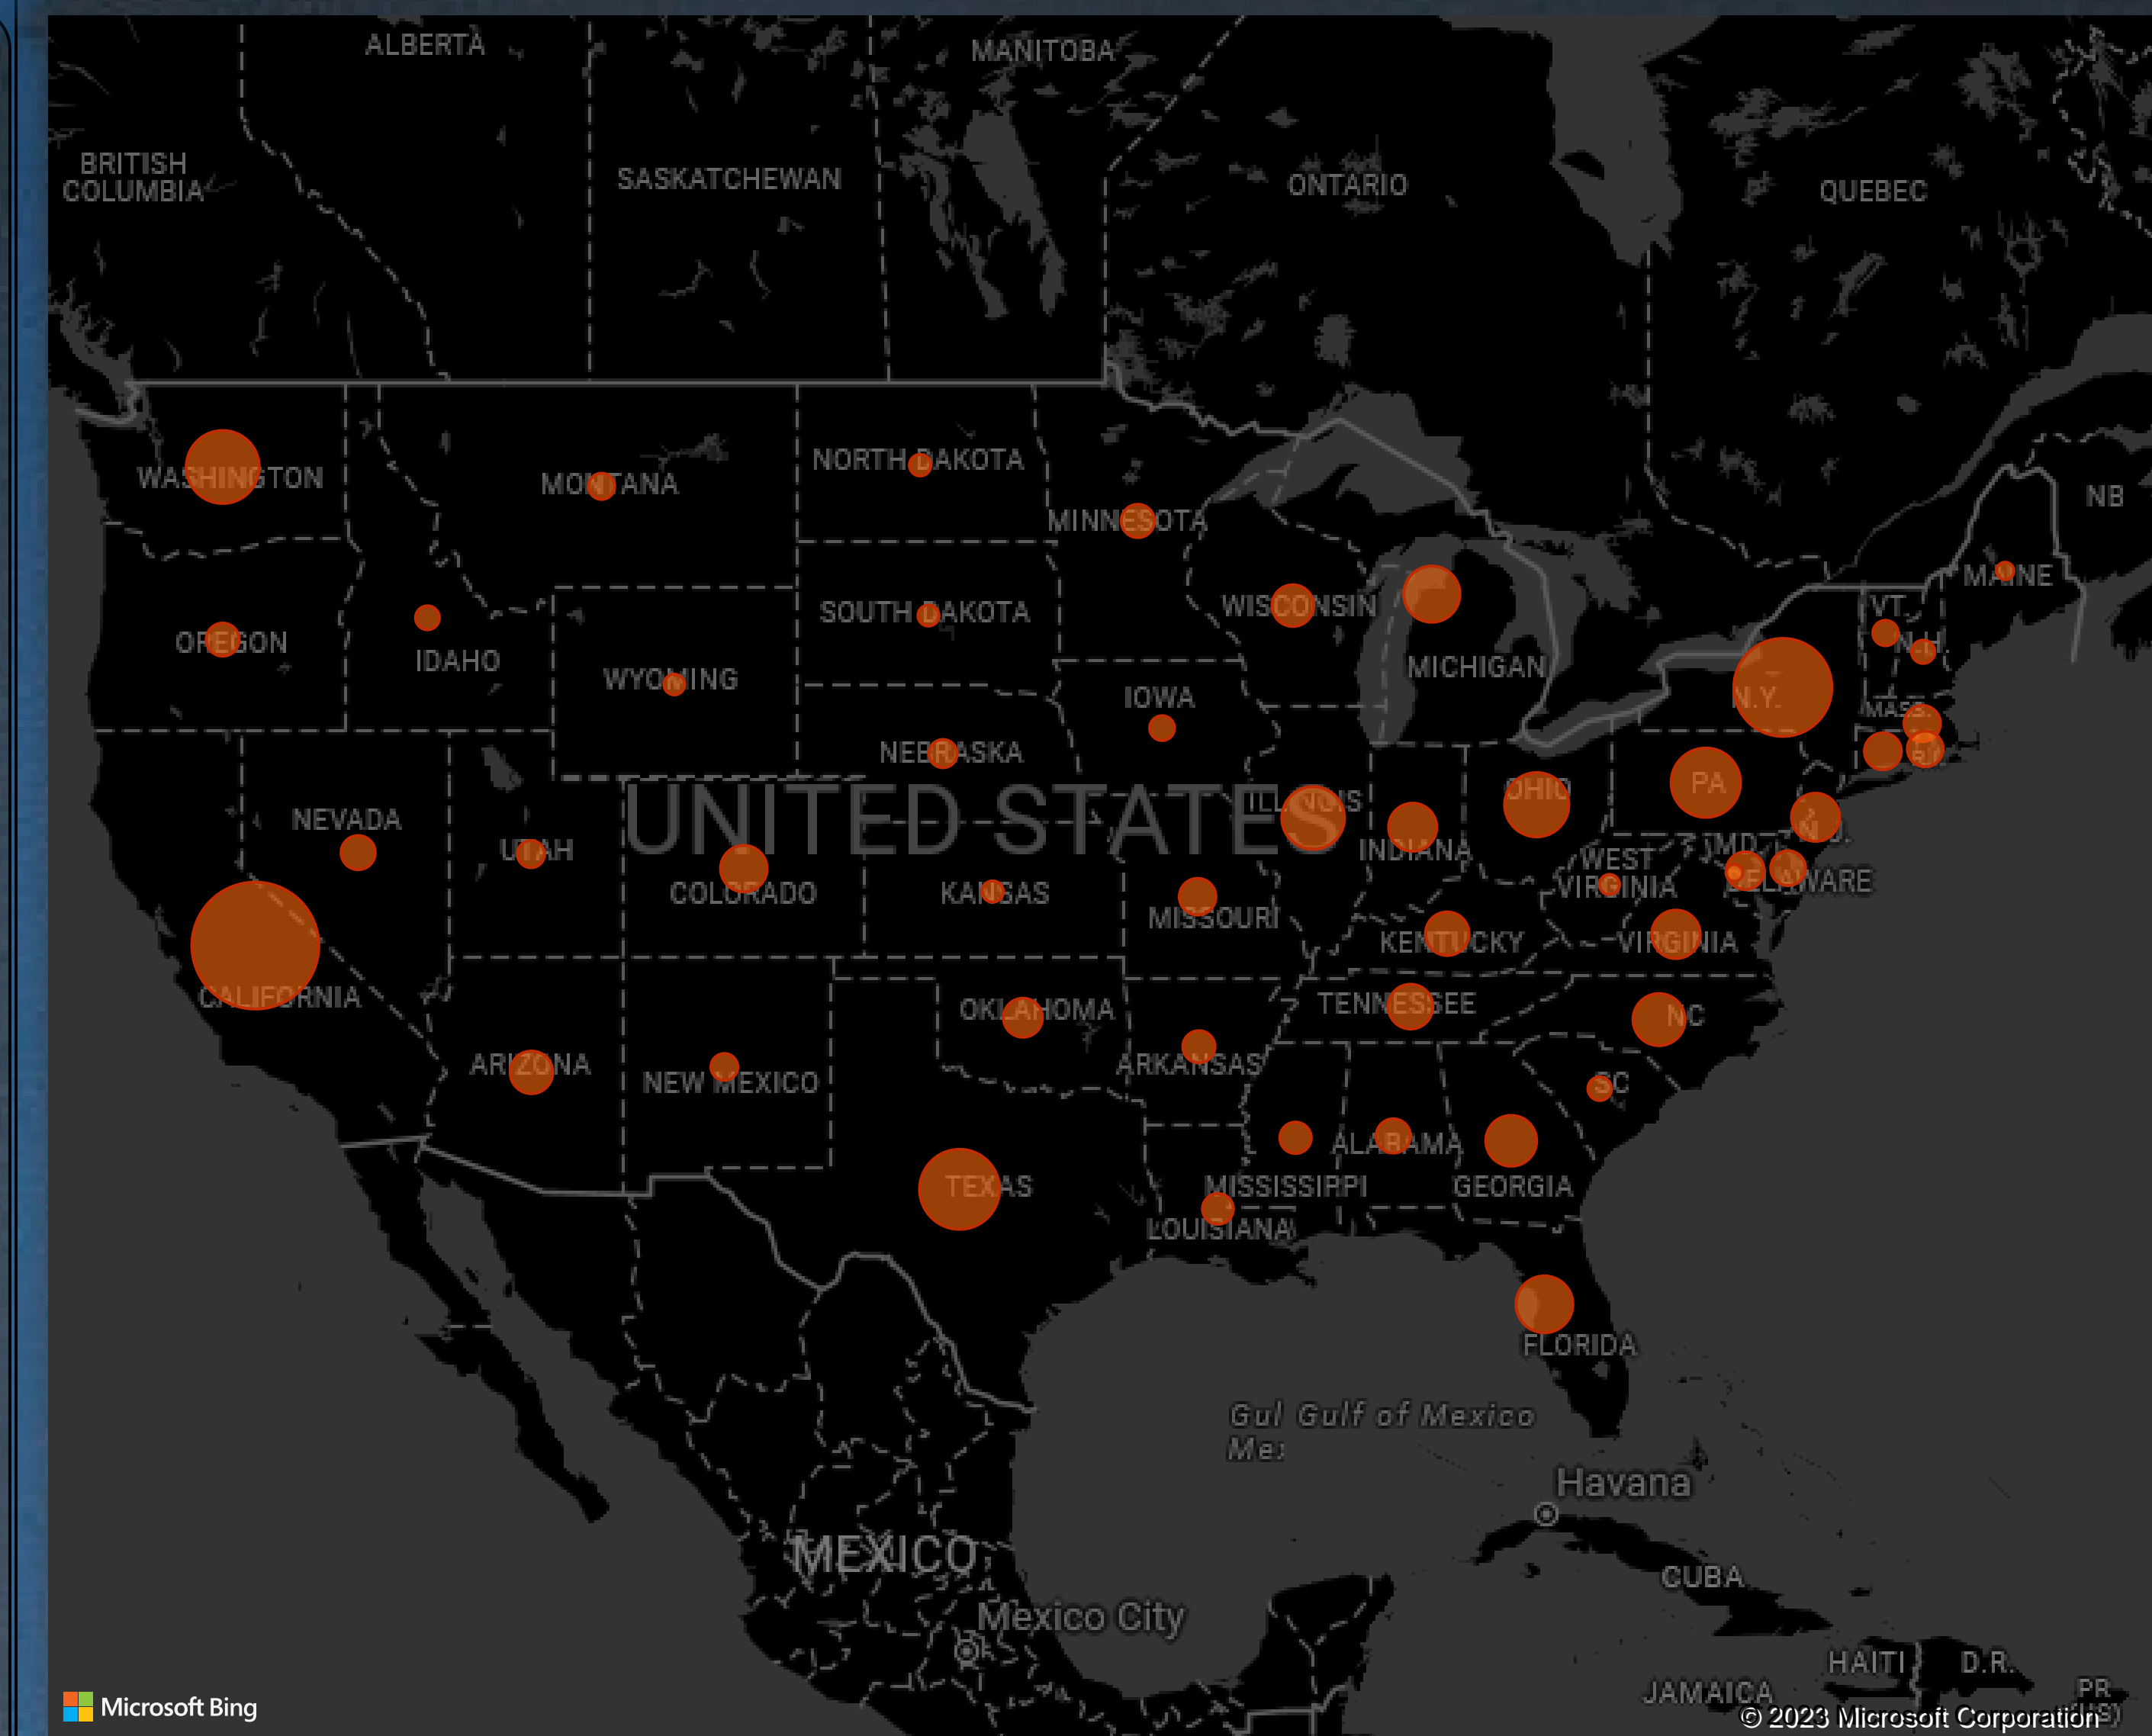 ALBERTA
MANITOBA
BRITISH
COLUMBIA
SASKATCHEWAN
ONTARIO
QUEBEC
WASHINGTON
MONTANA
NORTH DAKOTA
MINNESOTA
NB
MAINE
OREGON
IDAHO
WYOMING
SOUTH DAKOTA
WISCONSIN
MICHIGAN
VT.
N.H.
IOWA
N.Y.
MASS.
NEBRASKA
R.I.
NEVADA
UTAH
UNITED STATES
ILLINOIS
INDIANA
OHIO
PA
N.J.
COLORADO
KANSAS
MISSOURI
WEST
VIRGINIA
MD.
DELAWARE
KENTUCKY
VIRGINIA
CALIFORNIA
OKLAHOMA
TENNESSEE
NC
ARIZONA
NEW MEXICO
ARKANSAS
SC
TEXAS
ALABAMA
MISSISSIPPI
GEORGIA
LOUISIANA
FLORIDA
Gul Gulf of Mexico
Me
Havana
MEXICO
CUBA
Mexico City
HAITI
D.R.
JAMAICA
PR
(US)
Microsoft Bing
© 2023 Microsoft Corporation